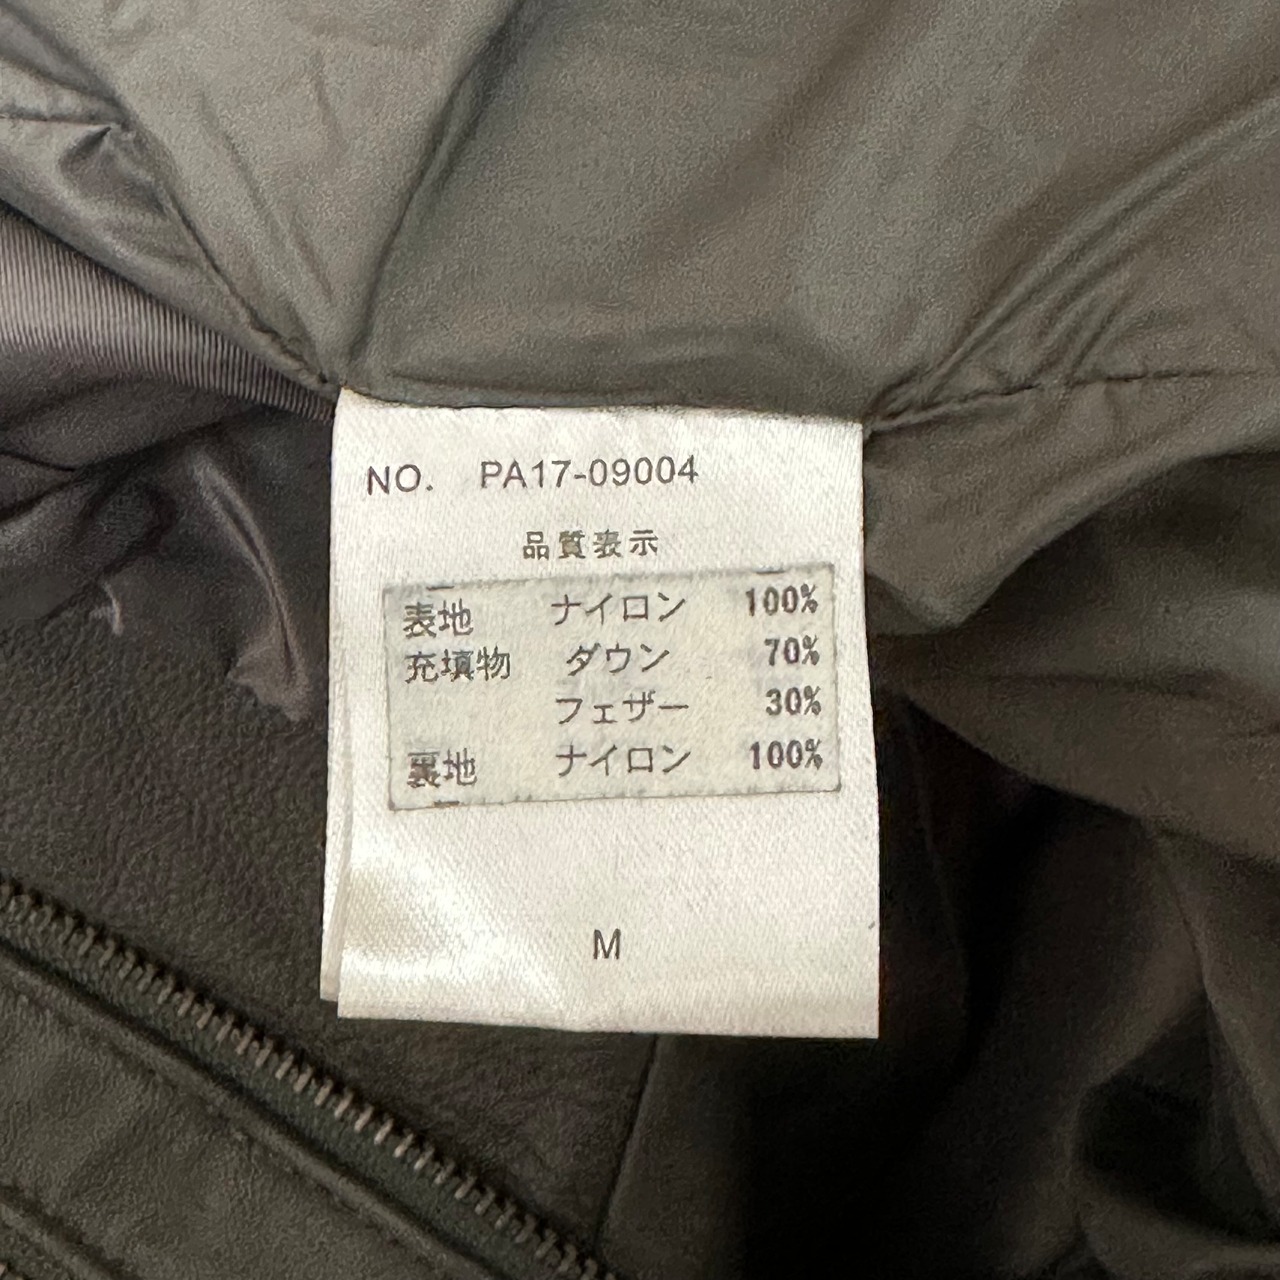 NO. PA17-09004
品質表示
表地 ナイロン 100%
充填物 ダウン 70%
フェザー 30%
裏地 ナイロン 100%
M